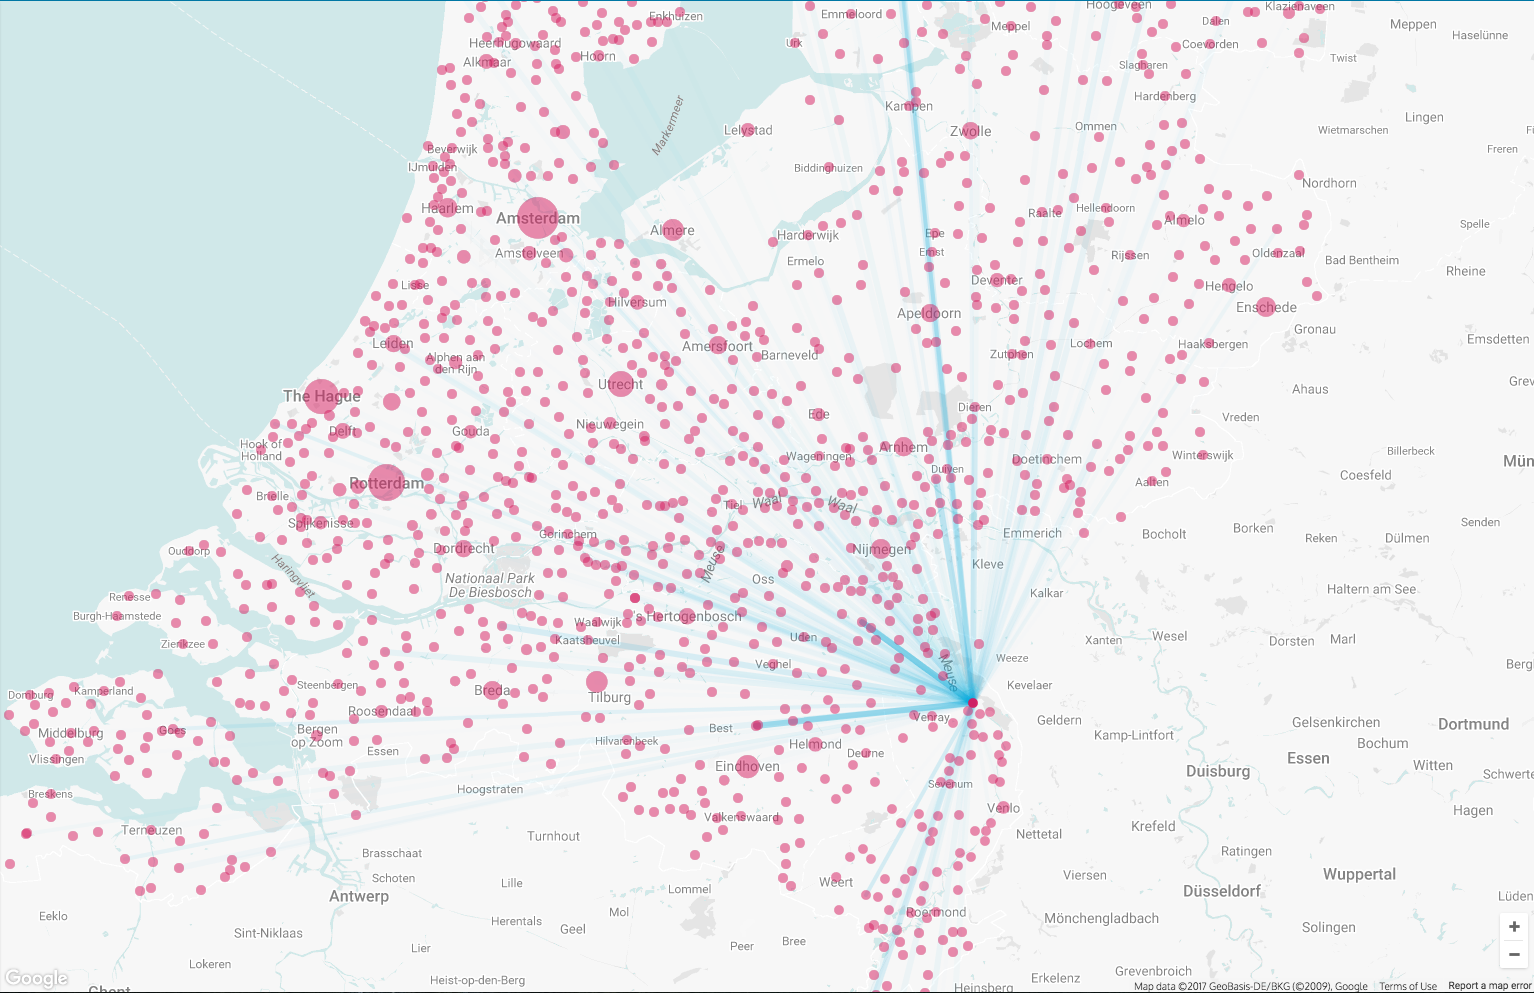 Enkhuizen
Emmeloord
Hoogeveen
Klazienaveen
Dalen
Meppen
Meppel
Haselünne
Heerhugowaard
Urk
Coevorden
Alkmaar
Hoorn
Twist
Slagharen
Markermeer
Kampen
Hardenberg
Lingen
Lelystad
Zwolle
Ommen
Wietmarschen
Beverwijk
Freren
IJmuiden
Biddinghuizen
Nordhorn
Haarlem
Raalte
Hellendoorn
Amsterdam
Almelo
Spelle
Almere
Harderwijk
Epe
Amstelveen
Ernst
Rijssen
Oldenzaal
Bad Bentheim
Ermelo
Rheine
Lisse
Deventer
Hengelo
Hilversum
Enschede
Apeldoorn
Gronau
Leiden
Amersfoort
Lochem
Haaksbergen
Emsdetten
Alphen aan
den Rijn
Barneveld
Zutphen
Utrecht
Ahaus
Grev
The Hague
Dieren
Ede
Vreden
Nieuwegein
Delft
Gouda
Hook of
Holland
Arnhem
Billerbeck
Wageningen
Doetinchem
Winterswijk
Mün
Duiven
Coesfeld
Rotterdam
Aalten
Brielle
Tiel
Waal
Waal
Spijkenisse
Borken
Senden
Gorinchem
Emmerich
Bocholt
Reken
Dülmen
Ouddorp
Dordrecht
Nijmegen
Haringvliet
Meuse
Kleve
Nationaal Park
De Biesbosch
Oss
Haltern am See
Renesse
Kalkar
Burgh-Haamstede
's Hertogenbosch
Waalwijk
Zierikzee
Kaatsheuvel
Uden
Xanten
Wesel
Dorsten
Marl
Meuse
Weeze
Veghel
Bergl
Steenbergen
Kevelaer
Domburg
Kamperland
Breda
Tilburg
Roosendaal
Venray
Geldern
Gelsenkirchen
Dortmund
Goes
Bergen
op Zoom
Best
Middelburg
Kamp-Lintfort
Hilvarenbeek
Helmond
Bochum
Essen
Deurne
Vlissingen
Essen
Eindhoven
Duisburg
Witten
Schwerte
Sevenum
Hoogstraten
Breskens
Venlo
Hagen
Valkenswaard
Terneuzen
Turnhout
Nettetal
Krefeld
Brasschaat
Ratingen
Schoten
Lille
Weert
Viersen
Wuppertal
Antwerp
Lommel
Düsseldorf
Lüden
Eeklo
Mol
Roermond
Mönchengladbach
Herentals
Geel
Solingen
Sint-Niklaas
Lier
Peer
Bree
Lokeren
Heist-op-den-Berg
Erkelenz
Grevenbroich
Google
Ghent
Heinsberg
Map data ©2017 GeoBasis-DE/BKG (©2009), Google
Terms of Use
Report a map error